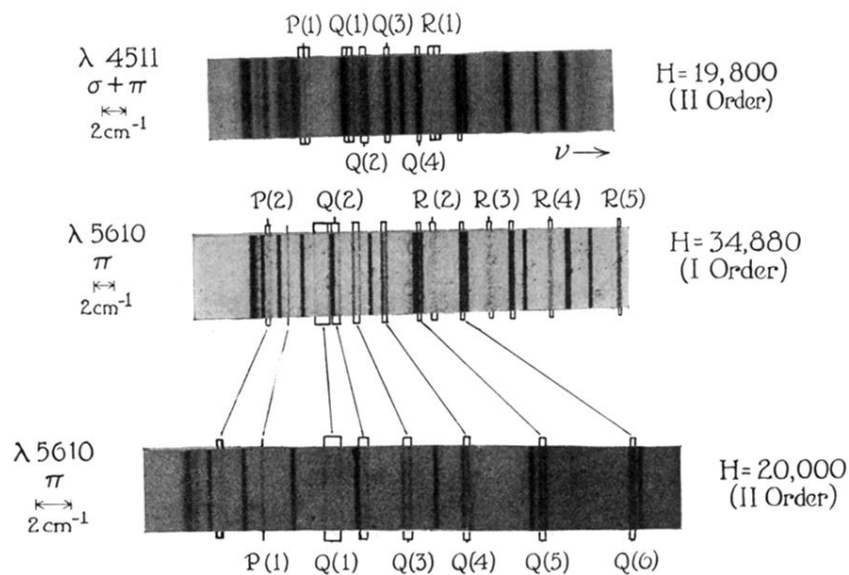 P(1) Q(1) Q(3) R(1)
λ 4511
σ + π
2cm⁻¹
H = 19,800
(II Order)
Q(2) Q(4)
ν →
P(2) Q(2) R(2) R(3) R(4) R(5)
λ 5610
π
2cm⁻¹
H = 34,880
(I Order)
λ 5610
π
2cm⁻¹
H = 20,000
(II Order)
P(1) Q(1) Q(3) Q(4) Q(5) Q(6)